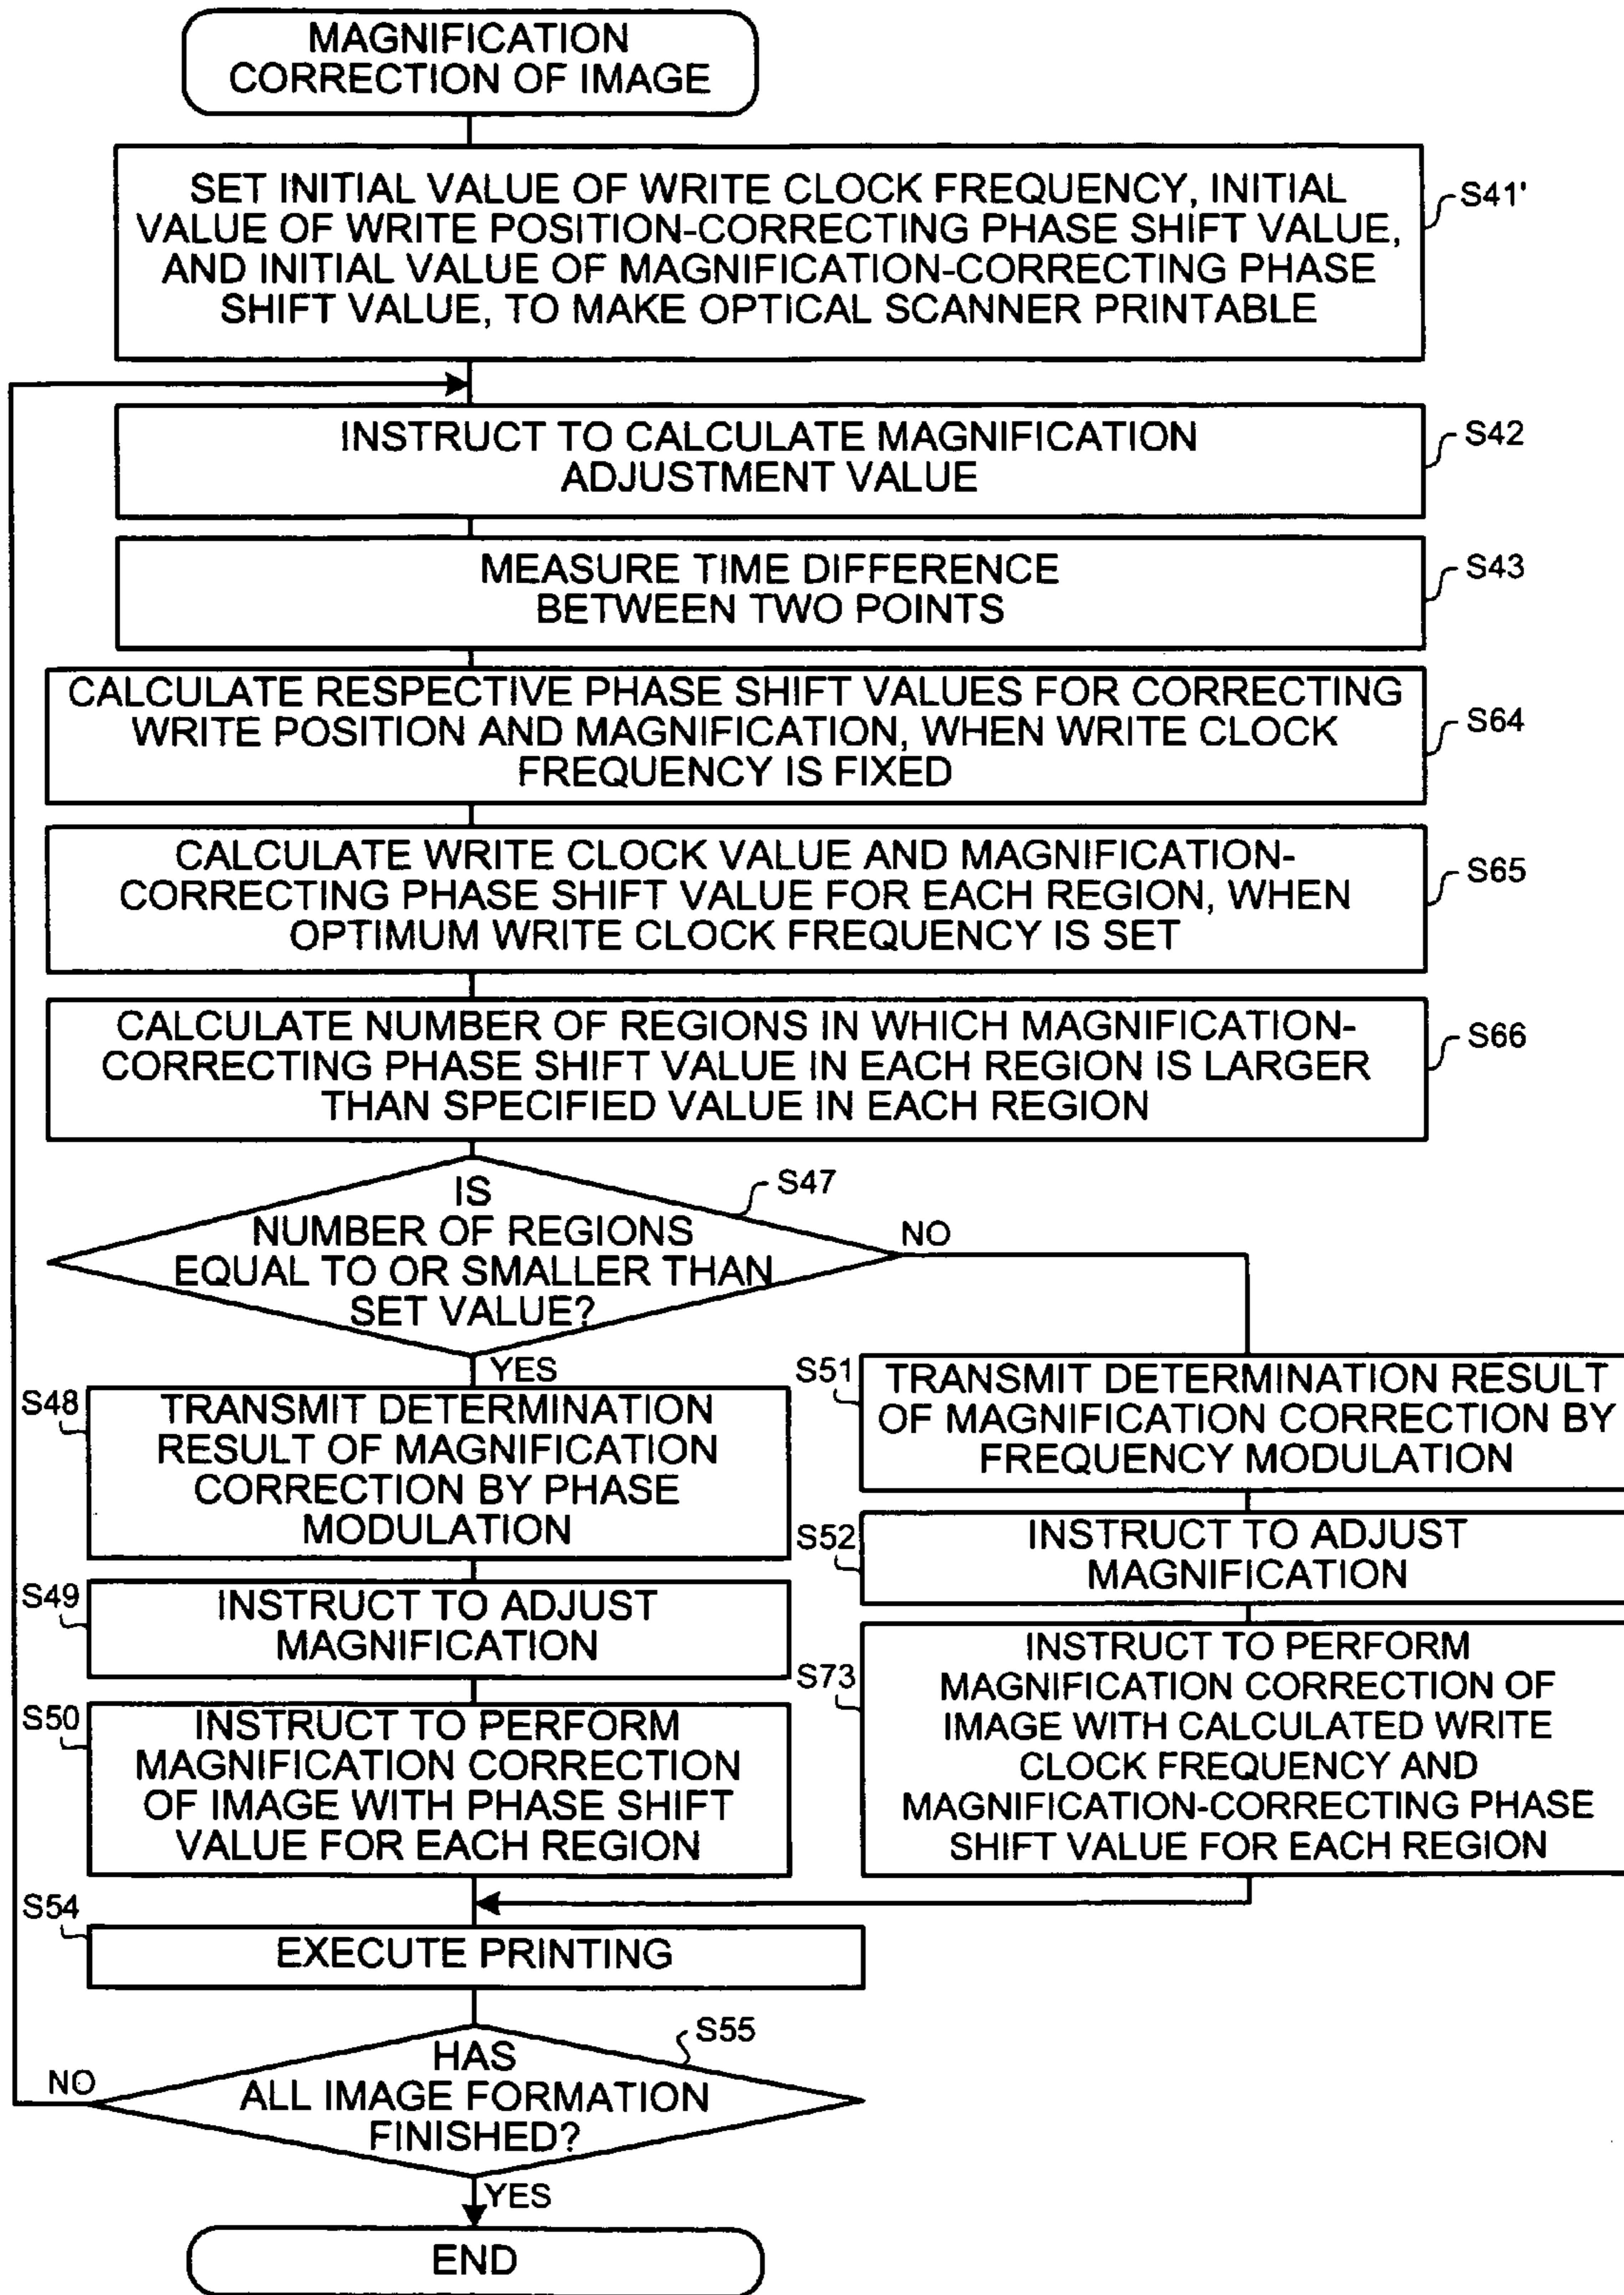 MAGNIFICATION
CORRECTION OF IMAGE
SET INITIAL VALUE OF WRITE CLOCK FREQUENCY, INITIAL
VALUE OF WRITE POSITION-CORRECTING PHASE SHIFT VALUE,
AND INITIAL VALUE OF MAGNIFICATION-CORRECTING PHASE
SHIFT VALUE, TO MAKE OPTICAL SCANNER PRINTABLE
S41'
INSTRUCT TO CALCULATE MAGNIFICATION
ADJUSTMENT VALUE
S42
MEASURE TIME DIFFERENCE
BETWEEN TWO POINTS
S43
CALCULATE RESPECTIVE PHASE SHIFT VALUES FOR CORRECTING
WRITE POSITION AND MAGNIFICATION, WHEN WRITE CLOCK
FREQUENCY IS FIXED
S64
CALCULATE WRITE CLOCK VALUE AND MAGNIFICATION-
CORRECTING PHASE SHIFT VALUE FOR EACH REGION, WHEN
OPTIMUM WRITE CLOCK FREQUENCY IS SET
S65
CALCULATE NUMBER OF REGIONS IN WHICH MAGNIFICATION-
CORRECTING PHASE SHIFT VALUE IN EACH REGION IS LARGER
THAN SPECIFIED VALUE IN EACH REGION
S66
IS
NUMBER OF REGIONS
EQUAL TO OR SMALLER THAN
SET VALUE?
S47
NO
YES
S48
TRANSMIT DETERMINATION
RESULT OF MAGNIFICATION
CORRECTION BY PHASE
MODULATION
S49
INSTRUCT TO ADJUST
MAGNIFICATION
S50
INSTRUCT TO PERFORM
MAGNIFICATION CORRECTION
OF IMAGE WITH PHASE SHIFT
VALUE FOR EACH REGION
S51
TRANSMIT DETERMINATION RESULT
OF MAGNIFICATION CORRECTION BY
FREQUENCY MODULATION
S52
INSTRUCT TO ADJUST
MAGNIFICATION
S73
INSTRUCT TO PERFORM
MAGNIFICATION CORRECTION OF
IMAGE WITH CALCULATED WRITE
CLOCK FREQUENCY AND
MAGNIFICATION-CORRECTING PHASE
SHIFT VALUE FOR EACH REGION
S54
EXECUTE PRINTING
S55
HAS
ALL IMAGE FORMATION
FINISHED?
NO
YES
END